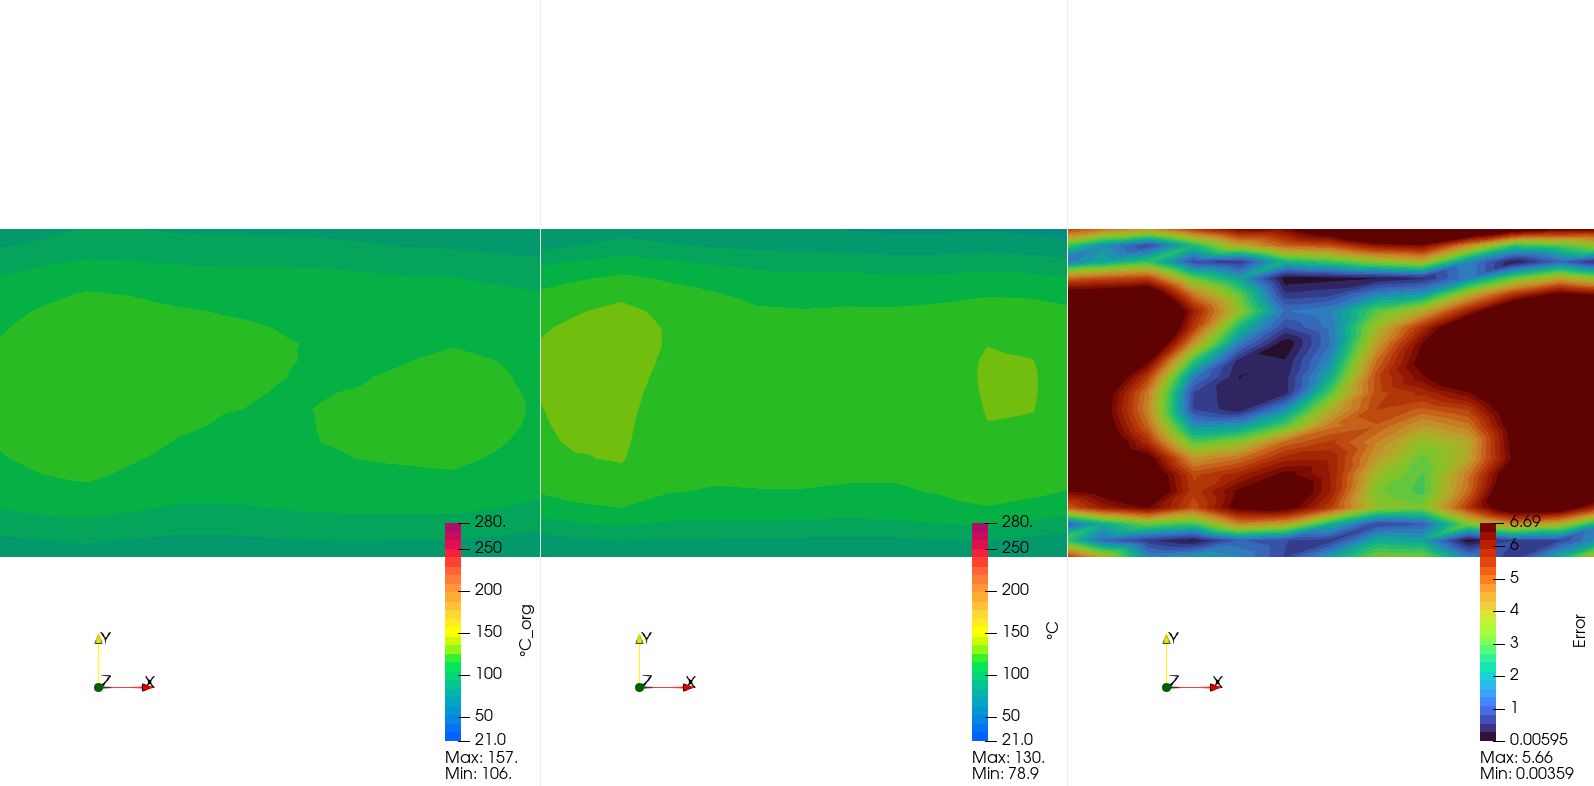 280.
250
200
150
100
50
21.0
°C_org
Max: 157.
Min: 106.
Y
Z
X
280.
250
200
150
100
50
21.0
°C
Max: 130.
Min: 78.9
Y
Z
X
6.69
6
5
4
3
2
1
0.00595
Error
Max: 5.66
Min: 0.00359
Y
Z
X